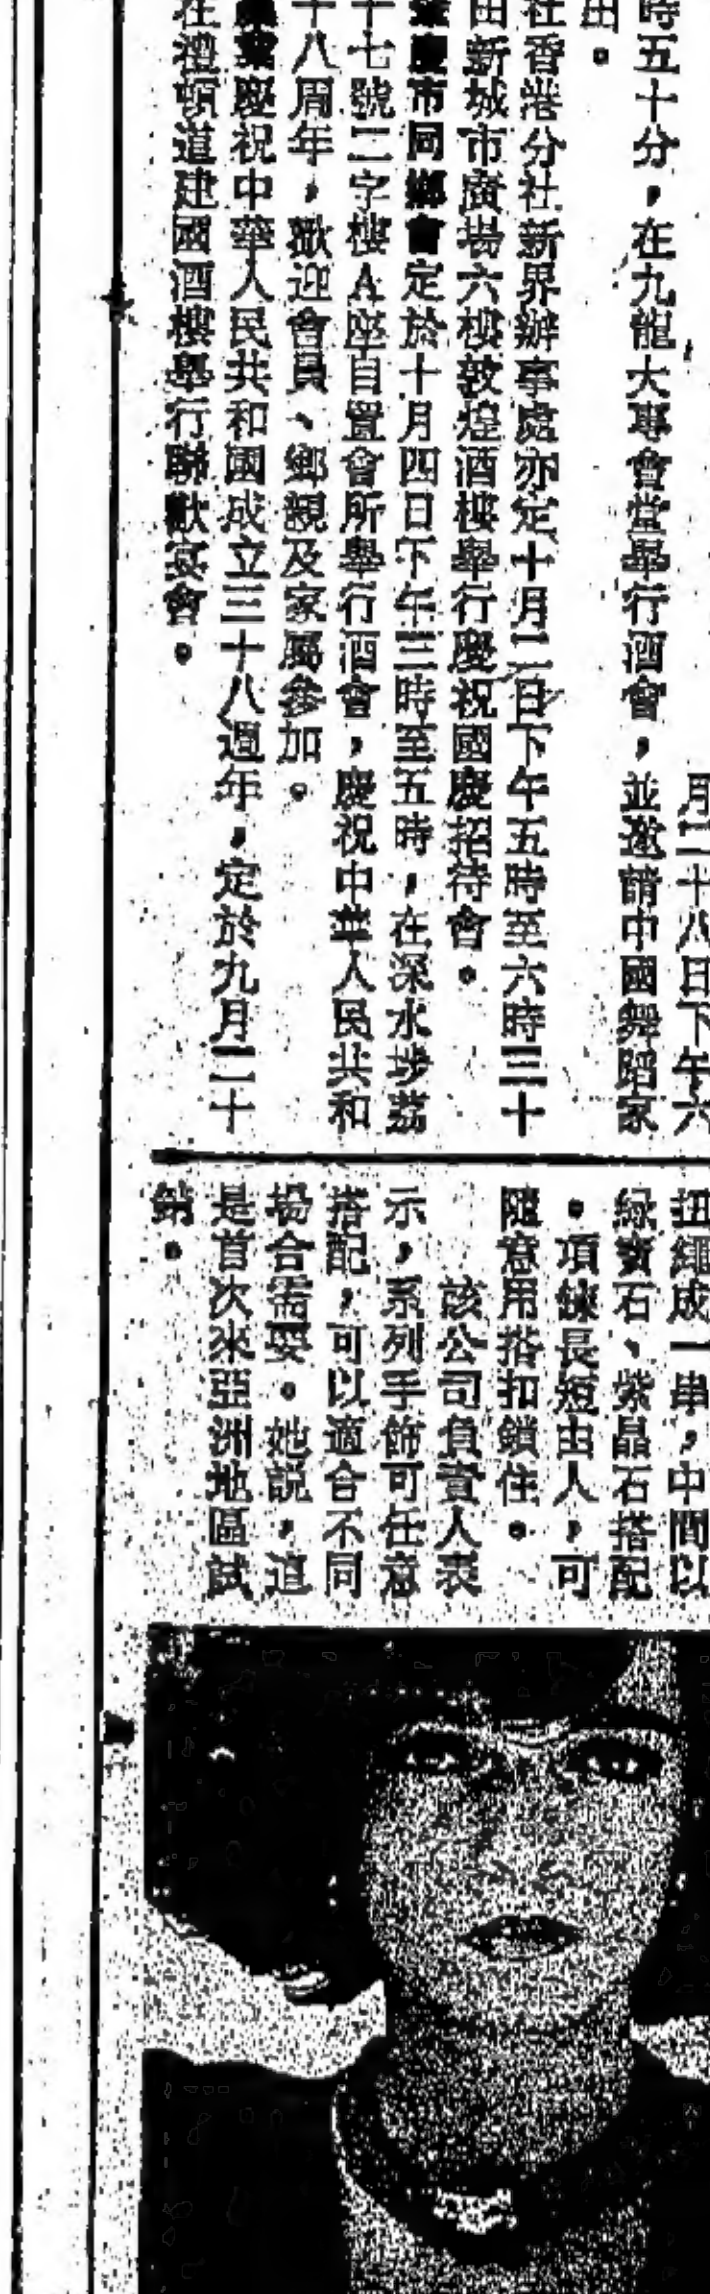 月二十八日下午六
時五十分，在九龍大專會堂舉行酒會，並邀請中國舞蹈家
出。
社香港分社新界辦事處亦定十月二日下午五時至六時三十
田新城市廣場六樓敦煌酒樓舉行慶祝國慶招待會。
慶市同鄉會定於十月四日下午三時至五時，在深水埗荔
十七號二字樓A座自置會所舉行酒會，慶祝中華人民共和
十八周年，歡迎會員、鄉親及家屬參加。
慶祝中華人民共和國成立三十八週年，定於九月二十
在禮頓道建國酒樓舉行聯歡宴會。
扭繩成一串，中間以
綠寶石、紫晶石搭配
。項鍊長短由人，可
隨意用搭扣鎖住。
該公司負責人表
示，系列手飾可任意
搭配，可以適合不同
場合需要。她說，這
是首次來亞洲地區試
銷。